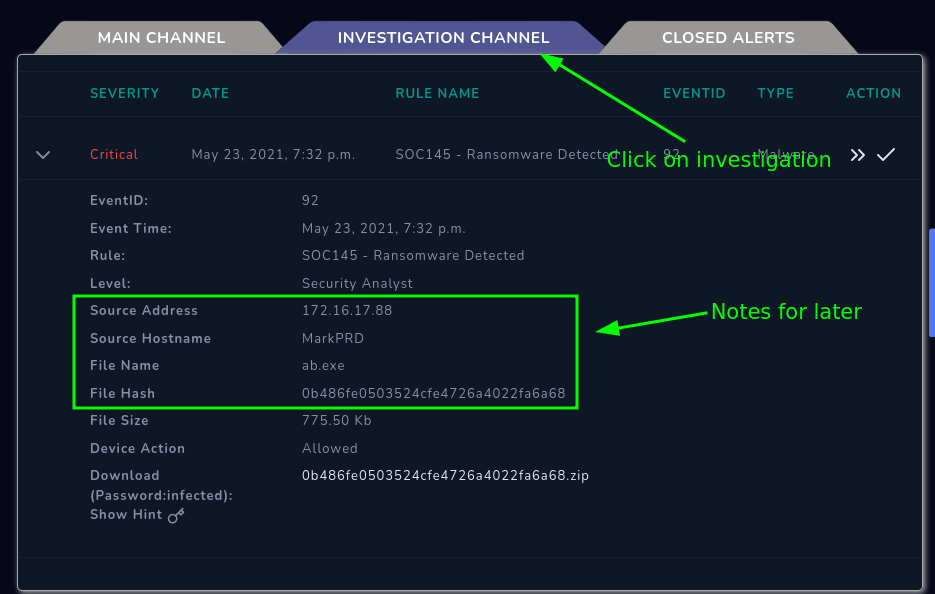 MAIN CHANNEL INVESTIGATION CHANNEL CLOSED ALERTS
SEVERITY DATE RULE NAME EVENTID TYPE ACTION
Critical May 23, 2021, 7:32 p.m. SOC145 - Ransomware Detected 92 Malware
Click on investigation
EventID: 92
Event Time: May 23, 2021, 7:32 p.m.
Rule: SOC145 - Ransomware Detected
Level: Security Analyst
Source Address 172.16.17.88
Notes for later
Source Hostname MarkPRD
File Name ab.exe
File Hash 0b486fe0503524cfe4726a4022fa6a68
File Size 775.50 Kb
Device Action Allowed
Download 0b486fe0503524cfe4726a4022fa6a68.zip
(Password:infected):
Show Hint